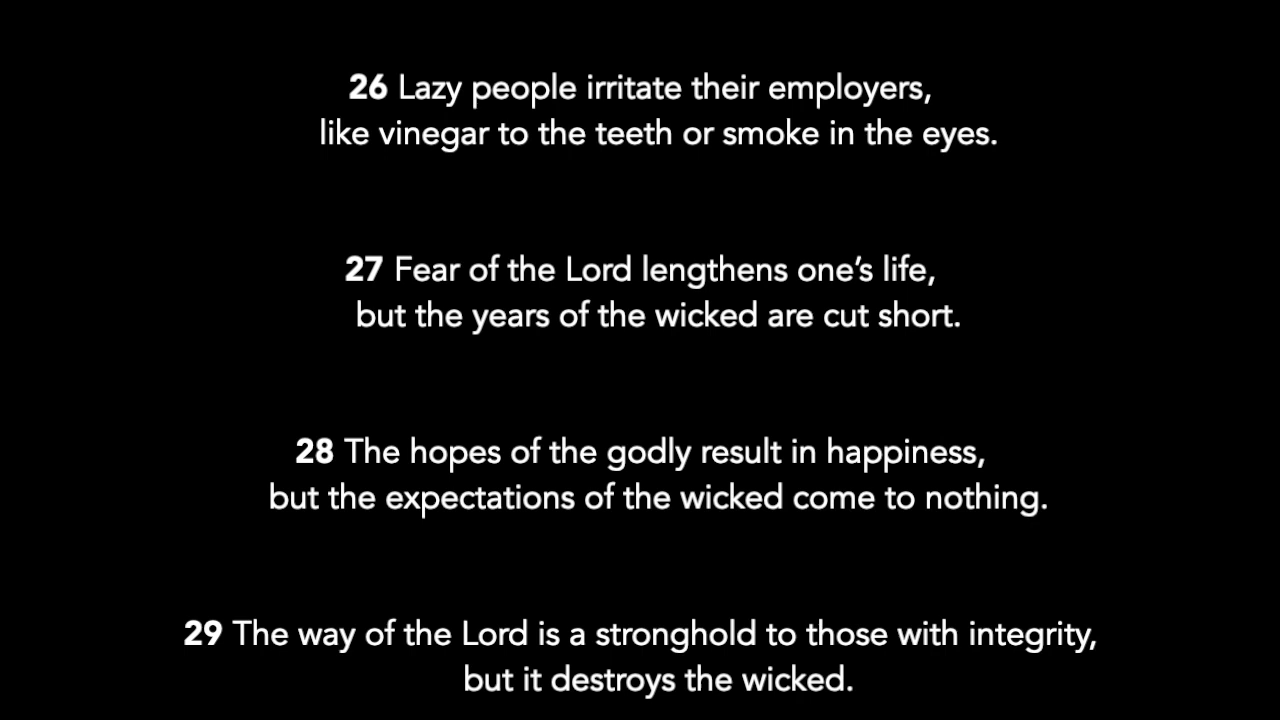 26 Lazy people irritate their employers,
like vinegar to the teeth or smoke in the eyes.
27 Fear of the Lord lengthens one’s life,
but the years of the wicked are cut short.
28 The hopes of the godly result in happiness,
but the expectations of the wicked come to nothing.
29 The way of the Lord is a stronghold to those with integrity,
but it destroys the wicked.